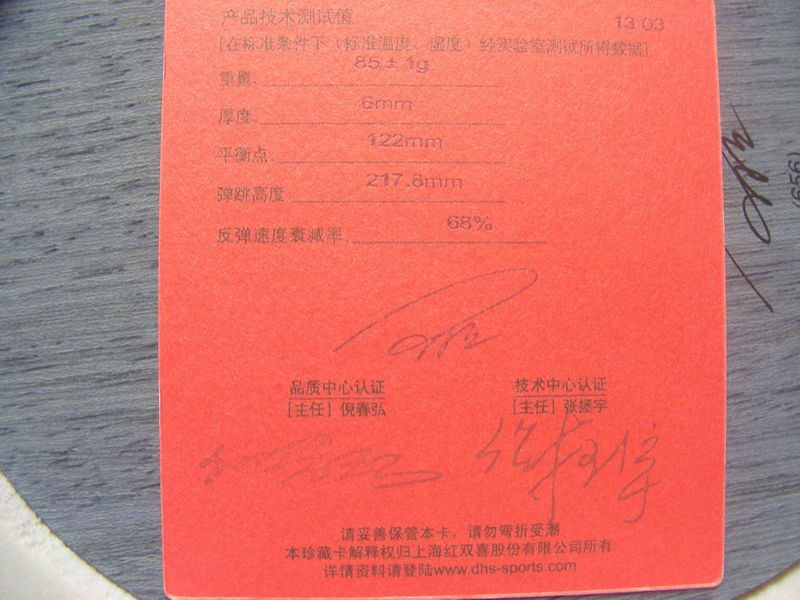 产品技术测试值 13 03
[在标准条件下（标准温度、湿度）经实验室测试所得数据]
重量: 85±1g
厚度: 6mm
平衡点: 122mm
弹跳高度 217.8mm
反弹速度衰减率. 68%
品质中心认证 技术中心认证
[主任] 倪春弘 [主任] 张拯宇
请妥善保管本卡，请勿弯折受潮
本珍藏卡解释权归上海红双喜股份有限公司所有
详情资料请登陆www.dhs-sports.com